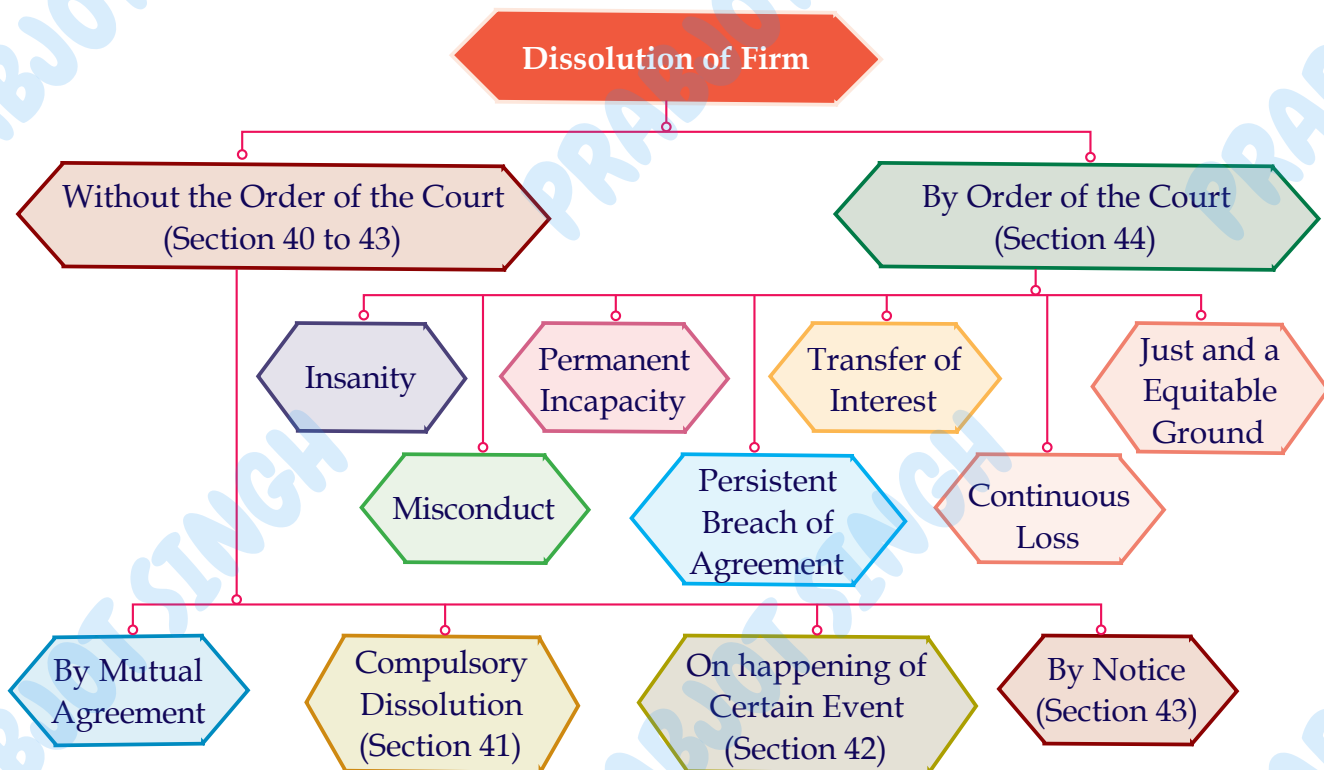 Dissolution of Firm
Without the Order of the Court
(Section 40 to 43)
By Order of the Court
(Section 44)
Insanity
Permanent
Incapacity
Transfer of
Interest
Just and a
Equitable
Ground
Misconduct
Persistent
Breach of
Agreement
Continuous
Loss
By Mutual
Agreement
Compulsory
Dissolution
(Section 41)
On happening of
Certain Event
(Section 42)
By Notice
(Section 43)
PRABJOT SINGH